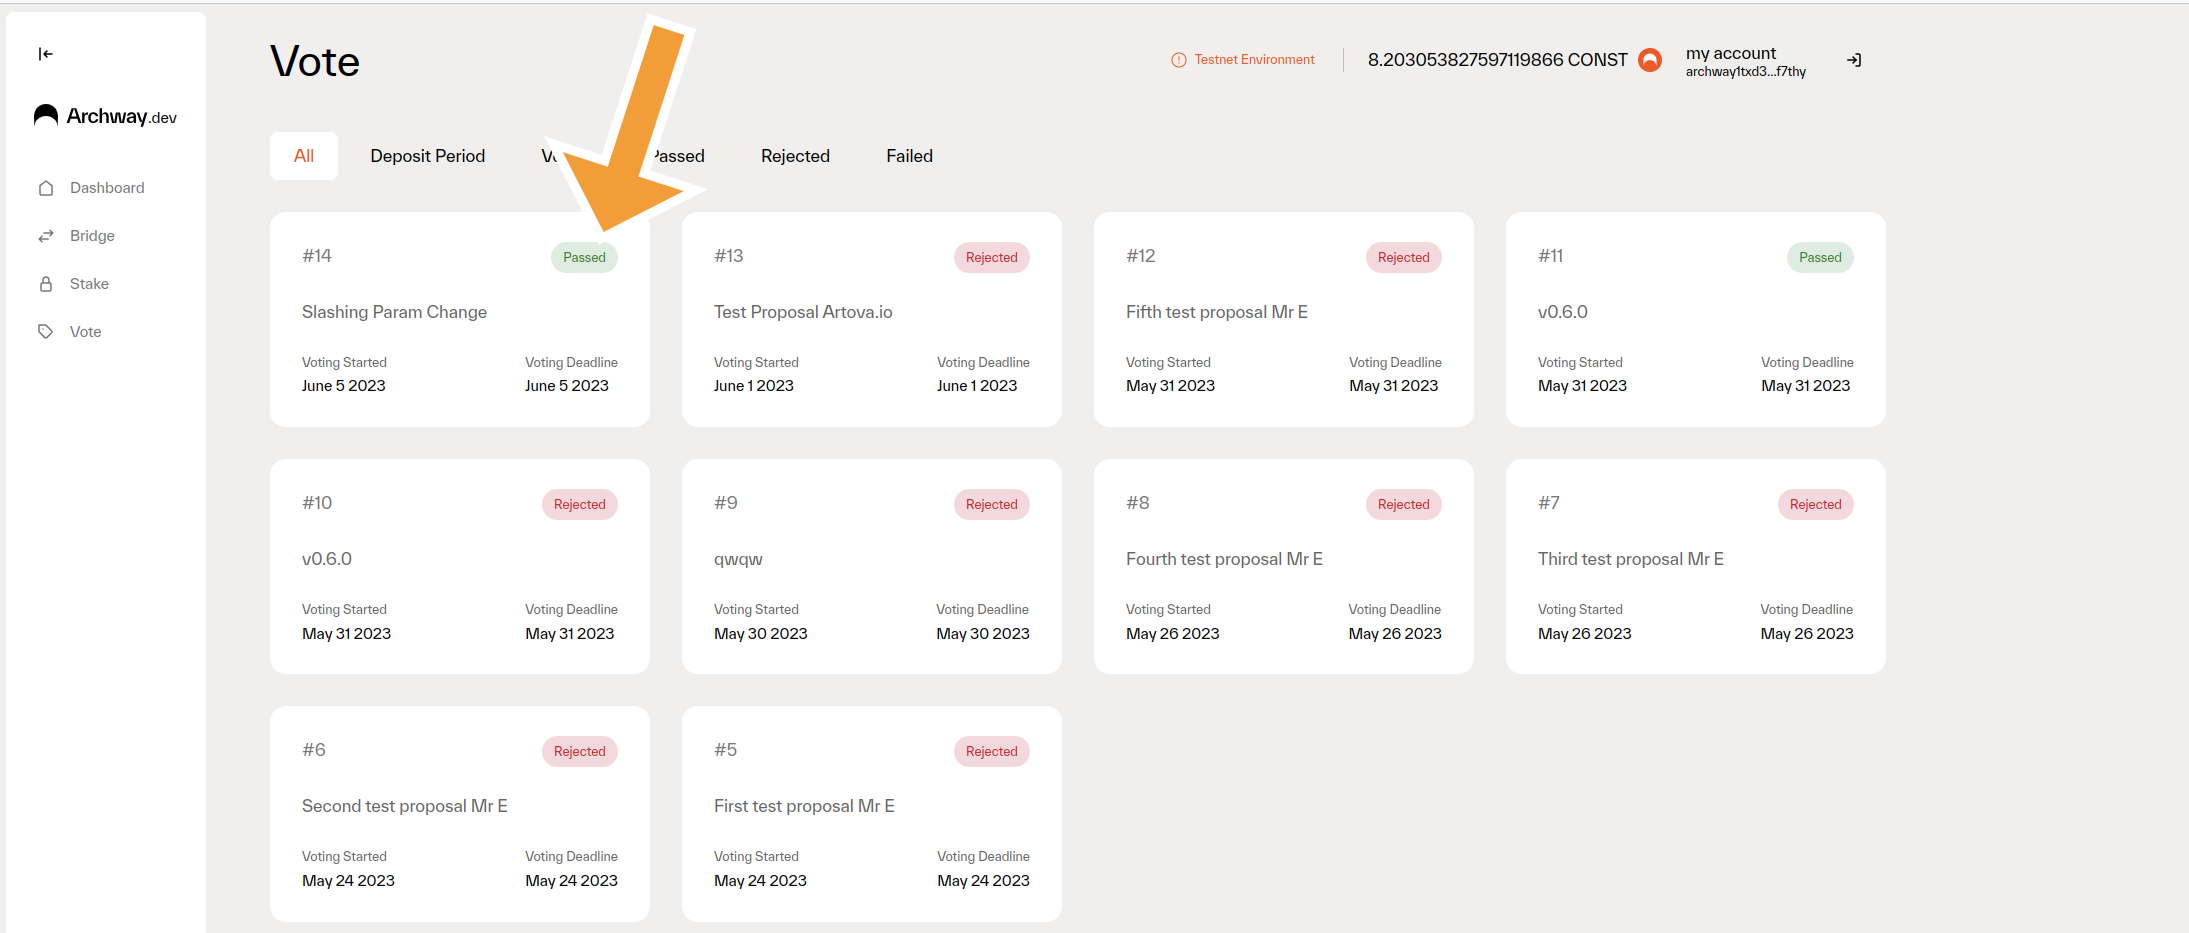 Vote
Testnet Environment
8.203053827597119866 CONST
my account
archway1txd3...f7thy
Archway.dev
Dashboard
Bridge
Stake
Vote
All Deposit Period Passed Rejected Failed
#14 Passed
Slashing Param Change
Voting Started Voting Deadline
June 5 2023 June 5 2023
#13 Rejected
Test Proposal Artova.io
Voting Started Voting Deadline
June 1 2023 June 1 2023
#12 Rejected
Fifth test proposal Mr E
Voting Started Voting Deadline
May 31 2023 May 31 2023
#11 Passed
v0.6.0
Voting Started Voting Deadline
May 31 2023 May 31 2023
#10 Rejected
v0.6.0
Voting Started Voting Deadline
May 31 2023 May 31 2023
#9 Rejected
qwqw
Voting Started Voting Deadline
May 30 2023 May 30 2023
#8 Rejected
Fourth test proposal Mr E
Voting Started Voting Deadline
May 26 2023 May 26 2023
#7 Rejected
Third test proposal Mr E
Voting Started Voting Deadline
May 26 2023 May 26 2023
#6 Rejected
Second test proposal Mr E
Voting Started Voting Deadline
May 24 2023 May 24 2023
#5 Rejected
First test proposal Mr E
Voting Started Voting Deadline
May 24 2023 May 24 2023